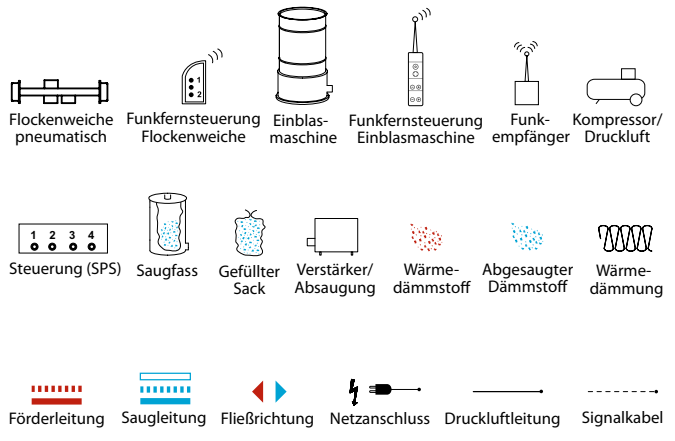 1
2
Flockenweiche
pneumatisch
Funkfernsteuerung
Flockenweiche
Einblas-
maschine
Funkfernsteuerung
Einblasmaschine
Funk-
empfänger
Kompressor/
Druckluft
1 2 3 4
Steuerung (SPS)
Saugfass
Gefüllter
Sack
Verstärker/
Absaugung
Wärme-
dämmstoff
Abgesaugter
Dämmstoff
Wärme-
dämmung
Förderleitung
Saugleitung
Fließrichtung
Netzanschluss
Druckluftleitung
Signalkabel